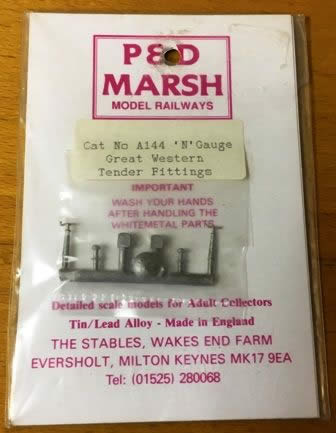 P&D
MARSH
MODEL RAILWAYS
Cat No A144 'N'Gauge
Great Western
Tender Fittings
IMPORTANT
WASH YOUR HANDS
AFTER HANDLING THE
WHITEMETAL PARTS
Detailed scale models for Adult Collectors
Tin/Lead Alloy - Made in England
THE STABLES, WAKES END FARM
EVERSHOLT, MILTON KEYNES MK17 9EA
Tel: (01525) 280068